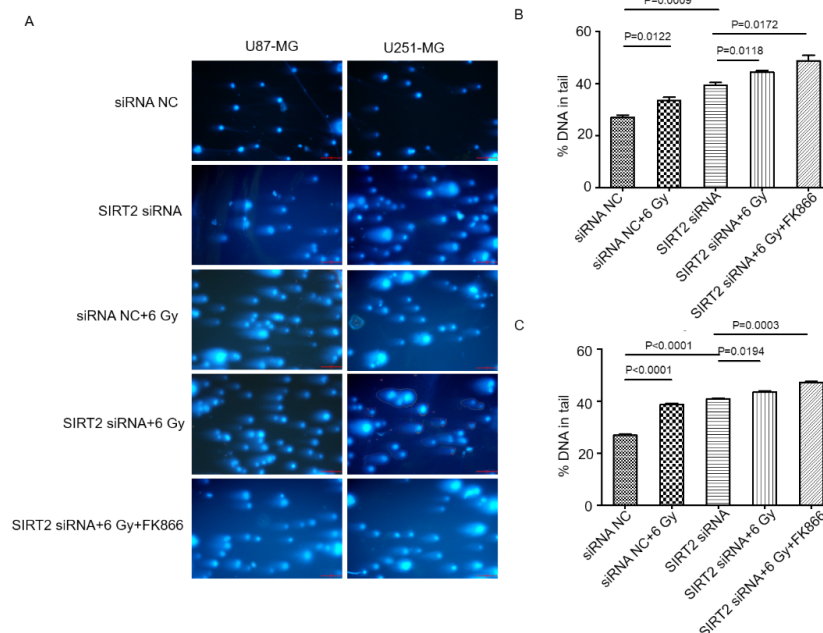 A
U87-MG
U251-MG
siRNA NC
SIRT2 siRNA
siRNA NC+6 Gy
SIRT2 siRNA+6 Gy
SIRT2 siRNA+6 Gy+FK866
B
P=0.0009
P=0.0172
P=0.0122
P=0.0118
60
40
20
0
% DNA in tail
siRNA NC
siRNA NC+6 Gy
SIRT2 siRNA
SIRT2 siRNA+6 Gy
SIRT2 siRNA+6 Gy+FK866
C
P=0.0003
P<0.0001
P=0.0194
P<0.0001
60
40
20
0
% DNA in tail
siRNA NC
siRNA NC+6 Gy
SIRT2 siRNA
SIRT2 siRNA+6 Gy
SIRT2 siRNA+6 Gy+FK866